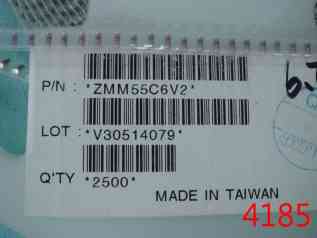 P/N : *ZMM55C6V2*
LOT : *V30514079*
Q'TY *2500*
MADE IN TAIWAN
4185